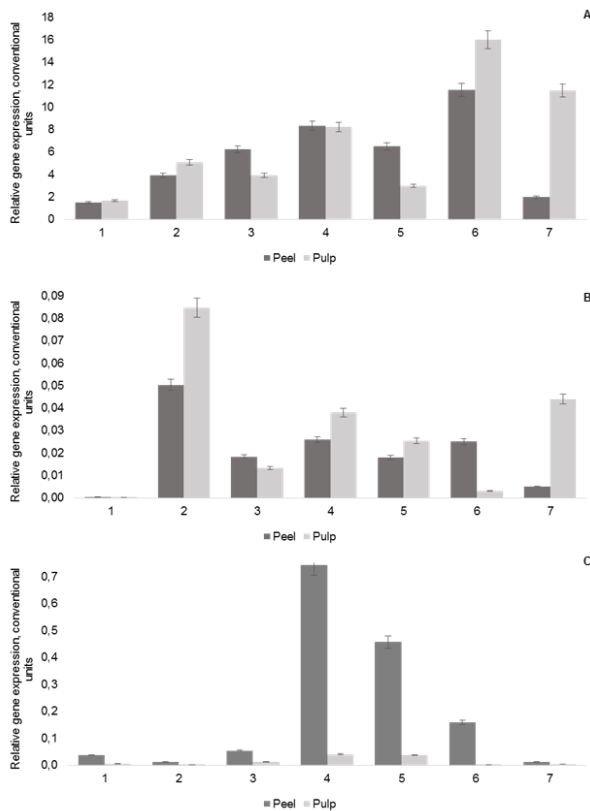 A
Relative gene expression, conventional
units
18
16
14
12
10
8
6
4
2
0
1 2 3 4 5 6 7
Peel Pulp
B
Relative gene expression, conventional
units
0,09
0,08
0,07
0,06
0,05
0,04
0,03
0,02
0,01
0,00
1 2 3 4 5 6 7
Peel Pulp
C
Relative gene expression, conventional
units
0,7
0,6
0,5
0,4
0,3
0,2
0,1
0,0
1 2 3 4 5 6 7
Peel Pulp